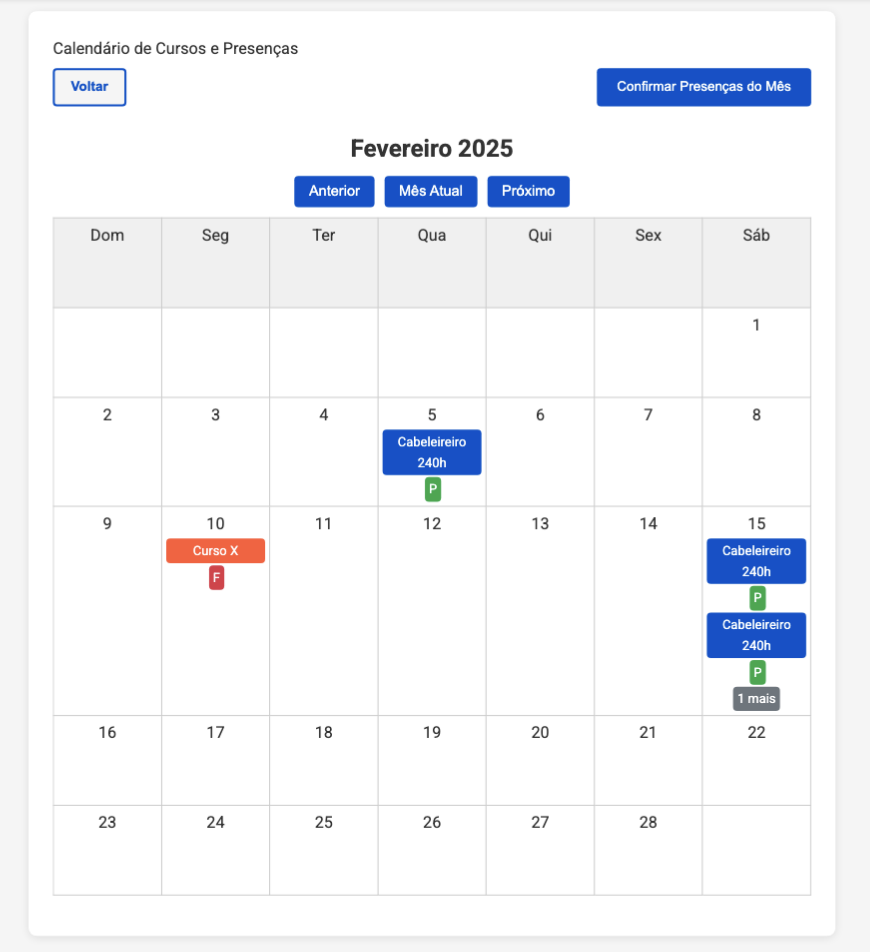 Calendário de Cursos e Presenças
Voltar
Confirmar Presenças do Mês
Fevereiro 2025
Anterior Mês Atual Próximo
Dom Seg Ter Qua Qui Sex Sáb
1
2 3 4 5 6 7 8
Cabeleireiro
240h
P
9 10 11 12 13 14 15
Curso X
F
Cabeleireiro
240h
P
Cabeleireiro
240h
P
1 mais
16 17 18 19 20 21 22
23 24 25 26 27 28